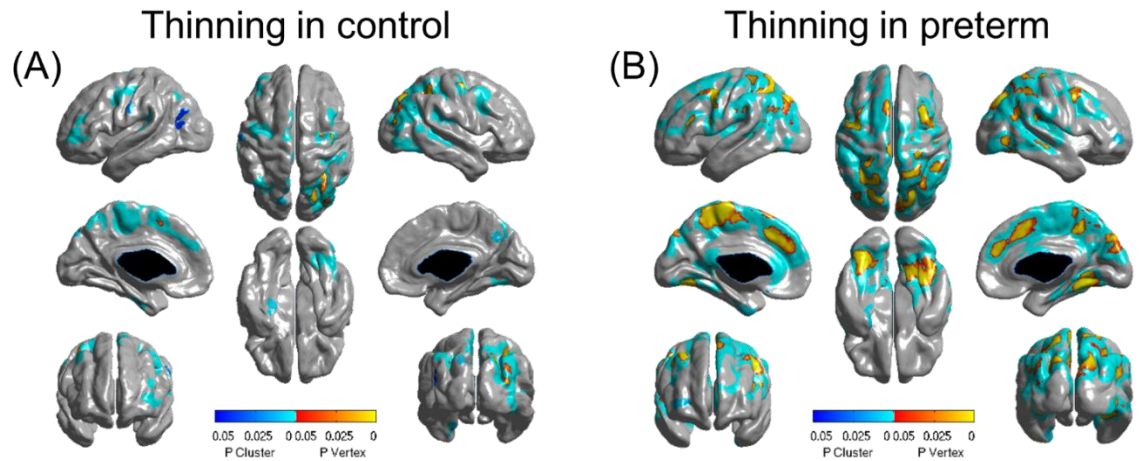 Thinning in control
(A)
0.05 0.025 0 0.05 0.025 0
P Cluster P Vertex
Thinning in preterm
(B)
0.05 0.025 0 0.05 0.025 0
P Cluster P Vertex